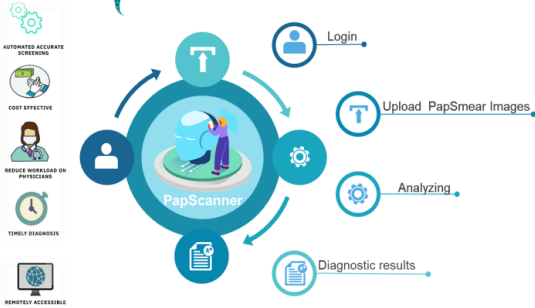 AUTOMATED ACCURATE
SCREENING
COST EFFECTIVE
REDUCE WORKLOAD ON
PHYSICIANS
TIMELY DIAGNOSIS
REMOTELY ACCESSIBLE
PapScanner
Login
Upload PapSmear Images
Analyzing
Diagnostic results